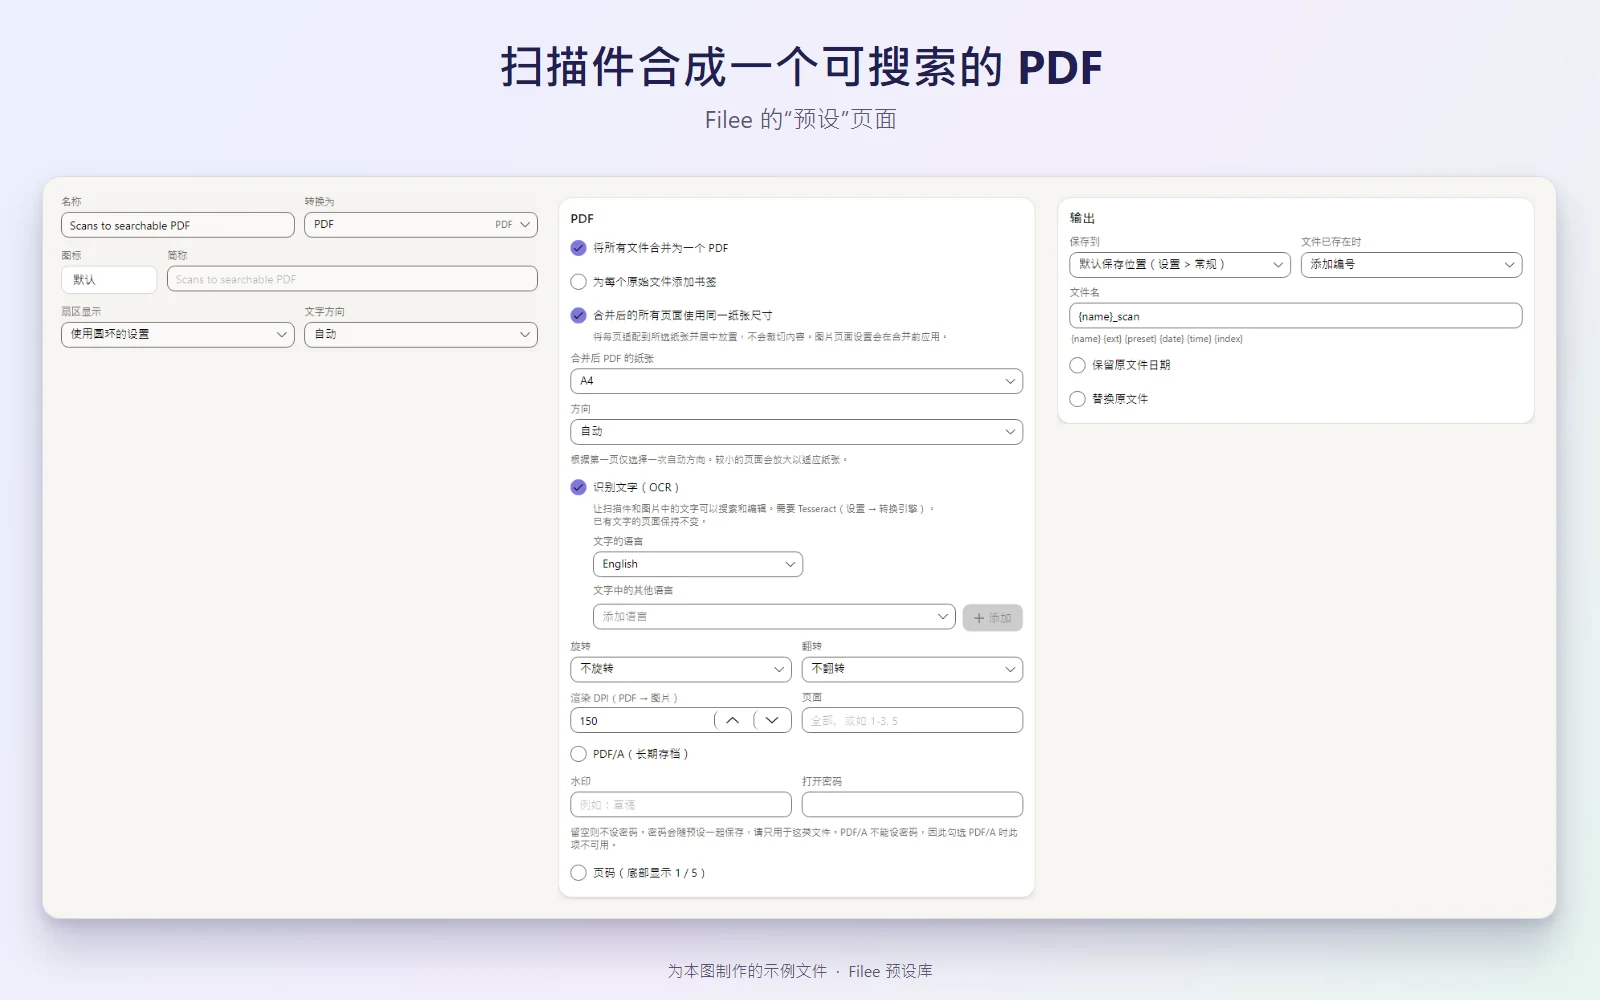 扫描件合成一个可搜索的 PDF
Filee 的“预设”页面
名称
Scans to searchable PDF
转换为
PDF PDF
图标
默认
简称
Scans to searchable PDF
扇区显示
使用圆环的设置
文字方向
自动
PDF
将所有文件合并为一个 PDF
为每个原始文件添加书签
合并后的所有页面使用同一纸张尺寸
将每页适配到所选纸张并居中放置，不会裁切内容。图片页面设置会在合并前应用。
合并后 PDF 的纸张
A4
方向
自动
根据第一页仅选择一次自动方向。较小的页面会放大以适应纸张。
识别文字（OCR）
让扫描件和图片中的文字可以搜索和编辑。需要 Tesseract（设置 → 转换引擎）。
已有文字的页面保持不变。
文字的语言
English
文字中的其他语言
添加语言
添加
旋转
不旋转
翻转
不翻转
渲染 DPI（PDF → 图片）
150
页面
全部，或如 1-3, 5
PDF/A（长期存档）
水印
例如：草稿
打开密码
留空则不设密码。密码会随预设一起保存，请只用于这类文件。PDF/A 不能设密码，因此勾选 PDF/A 时此
项不可用。
页码（底部显示 1 / 5）
输出
保存到
默认保存位置（设置 > 常规）
文件已存在时
添加编号
文件名
{name}_scan
{name} {ext} {preset} {date} {time} {index}
保留原文件日期
替换原文件
为本图制作的示例文件 · Filee 预设库